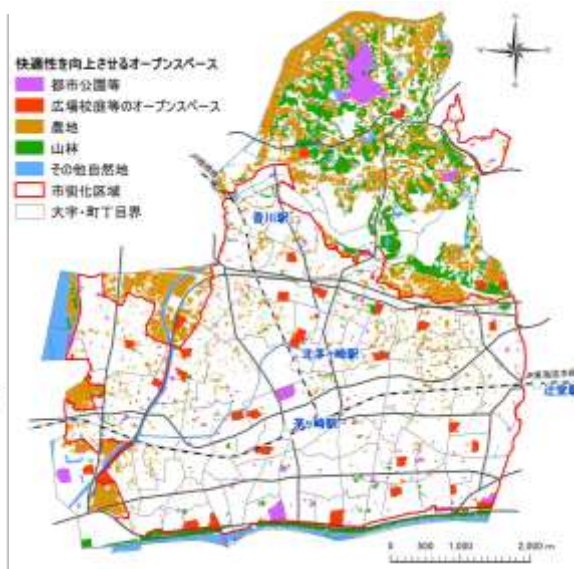 快適性を向上させるオープンスペース
都市公園等
広場校庭等のオープンスペース
農地
山林
その他自然地
市街化区域
大字・町丁目界
香川駅
北茅ヶ崎駅
茅ヶ崎駅
辻堂駅
0 500 1,000 2,000 m